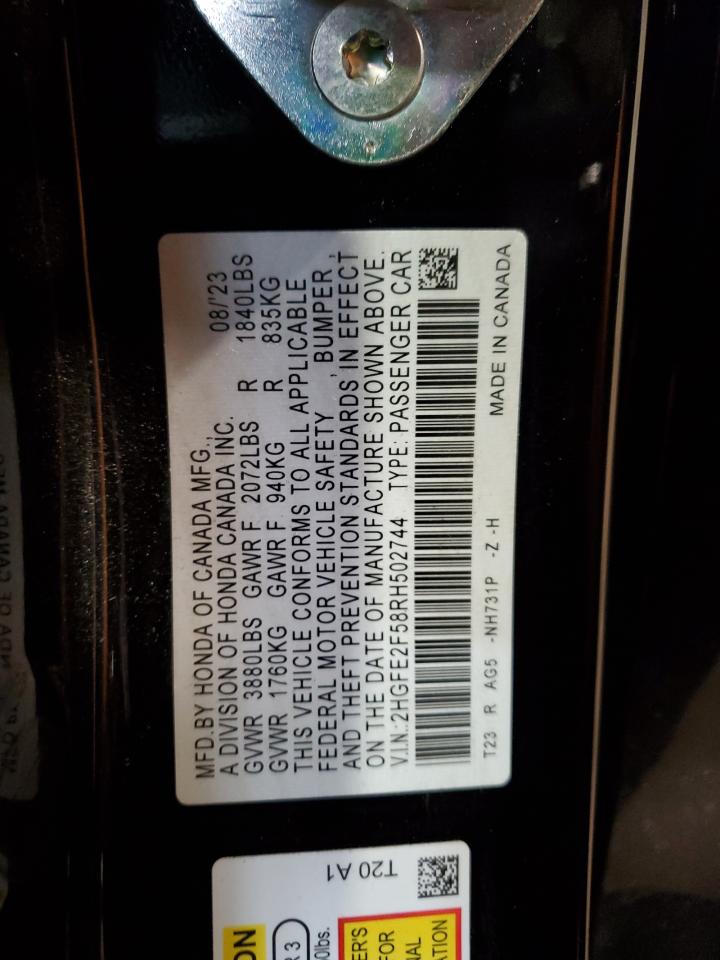 MFD.BY HONDA OF CANADA MFG., 08/'23
A DIVISION OF HONDA CANADA INC.
GVWR 3880LBS GAWR F 2072LBS R 1840LBS
GVWR 1760KG GAWR F 940KG R 835KG
THIS VEHICLE CONFORMS TO ALL APPLICABLE
FEDERAL MOTOR VEHICLE SAFETY , BUMPER ,
AND THEFT PREVENTION STANDARDS IN EFFECT
ON THE DATE OF MANUFACTURE SHOWN ABOVE.
V.I.N.:2HGFE2F58RH502744 TYPE: PASSENGER CAR
T23 R AG5 -NH731P -Z -H MADE IN CANADA
T20 A1